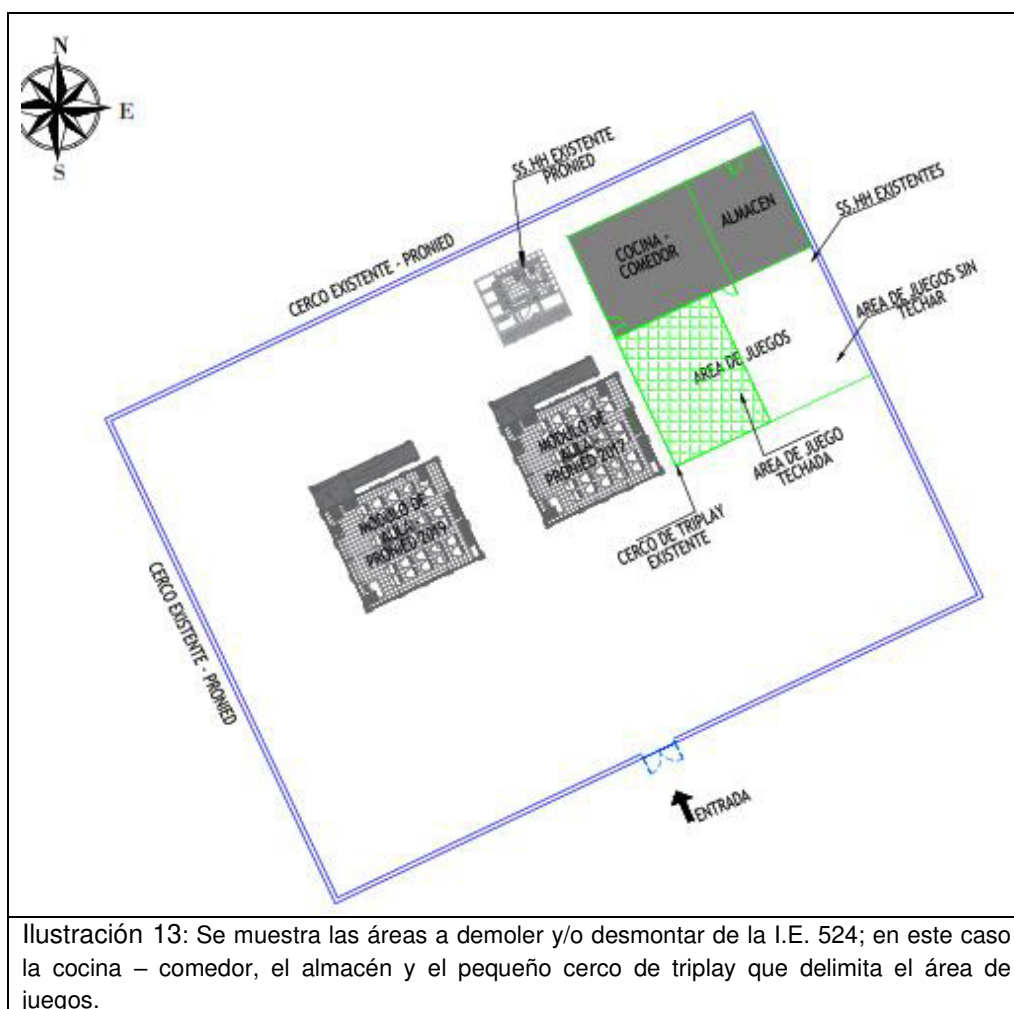 N
E
S
SS.HH EXISTENTE
PRONIED
SS.HH EXISTENTES
ALMACEN
COCINA -
COMEDOR
CERCO EXISTENTE - PRONIED
AREA DE JUEGOS SIN
TECHAR
AREA DE JUEGOS
MODULO DE
AULA -
PRONIED 2017
AREA DE JUEGO
TECHADA
MODULO DE
AULA -
PRONIED 2019
CERCO DE TRIPLAY
EXISTENTE
CERCO EXISTENTE - PRONIED
ENTRADA
Ilustración 13: Se muestra las áreas a demoler y/o desmontar de la I.E. 524; en este caso
la cocina – comedor, el almacén y el pequeño cerco de triplay que delimita el área de
juegos.